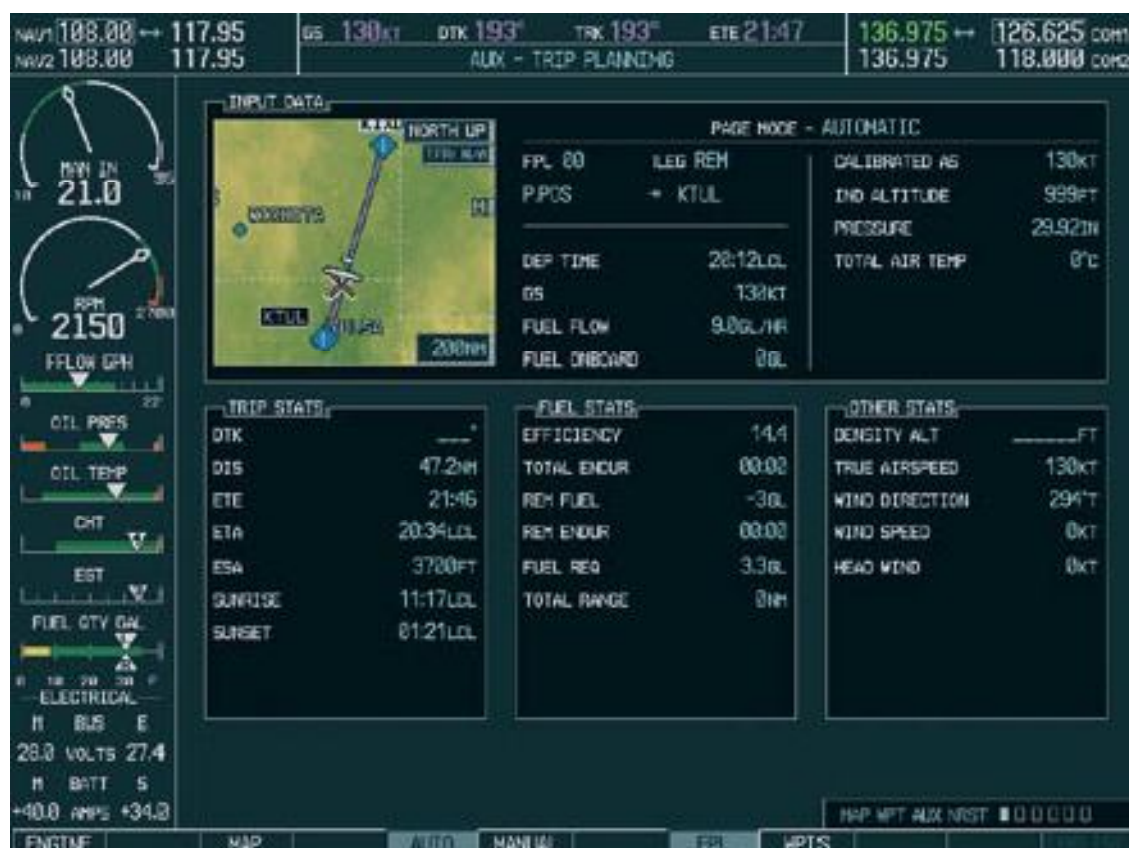 NAV1 108.00 ↔ 117.95
NAV2 108.00 117.95
GS 130KT DTK 193° TRK 193° ETE 21:47
AUX - TRIP PLANNING
136.975 ↔ 126.625 COM1
136.975 118.000 COM2
MAN IN
21.0
RPM
2150
2700
FFLOW GPH
0 22
OIL PRES
OIL TEMP
CHT
EGT
FUEL QTY GAL
0 10 20 30 F
ELECTRICAL
M BUS E
28.0 VOLTS 27.4
M BATT S
+40.0 AMPS +34.0
INPUT DATA
NORTH UP
WICHITA
KTUL
TULSA
200NM
PAGE MODE - AUTOMATIC
FPL 00 LEG REM
P.POS → KTUL
DEP TIME 20:12LCL
GS 130KT
FUEL FLOW 9.0GL/HR
FUEL ONBOARD 0GL
CALIBRATED AS 130KT
IND ALTITUDE 999FT
PRESSURE 29.92IN
TOTAL AIR TEMP 0°C
TRIP STATS
DTK ___°
DIS 47.2NM
ETE 21:46
ETA 20:34LCL
ESA 3700FT
SUNRISE 11:17LCL
SUNSET 01:21LCL
FUEL STATS
EFFICIENCY 14.4
TOTAL ENDUR 00:00
REM FUEL -3GL
REM ENDUR 00:00
FUEL REQ 3.3GL
TOTAL RANGE 0NM
OTHER STATS
DENSITY ALT ______FT
TRUE AIRSPEED 130KT
WIND DIRECTION 294°T
WIND SPEED 0KT
HEAD WIND 0KT
MAP WPT AUX NRST
ENGINE MAP AUTO MANUAL FPL WPTS